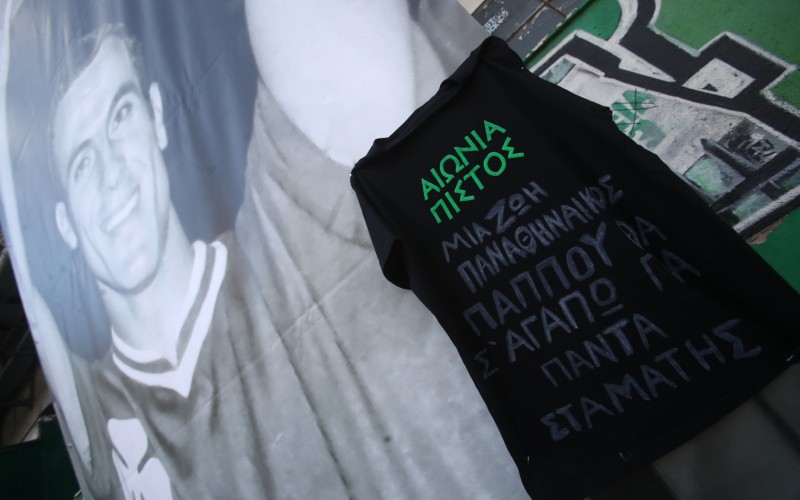 ΑΙΩΝΙΑ
ΠΙΣΤΟΣ
ΜΙΑ ΖΩΗ
ΠΑΝΑΘΗΝΑΙΚΟΣ
ΠΑΠΠΟΥ ΘΑ
Σ'ΑΓΑΠΩ ΓΙΑ
ΠΑΝΤΑ
ΣΤΑΜΑΤΗΣ